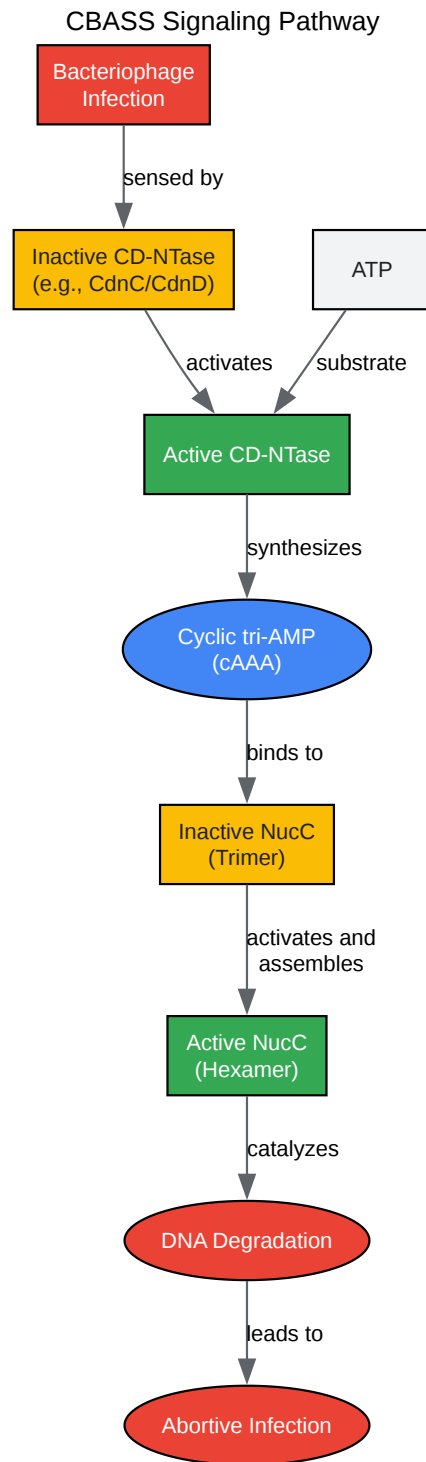 CBASS Signaling Pathway
Bacteriophage
Infection
sensed by
Inactive CD-NTase
(e.g., CdnC/CdnD)
ATP
activates
substrate
Active CD-NTase
synthesizes
Cyclic tri-AMP
(cAAA)
binds to
Inactive NucC
(Trimer)
activates and
assembles
Active NucC
(Hexamer)
catalyzes
DNA Degradation
leads to
Abortive Infection